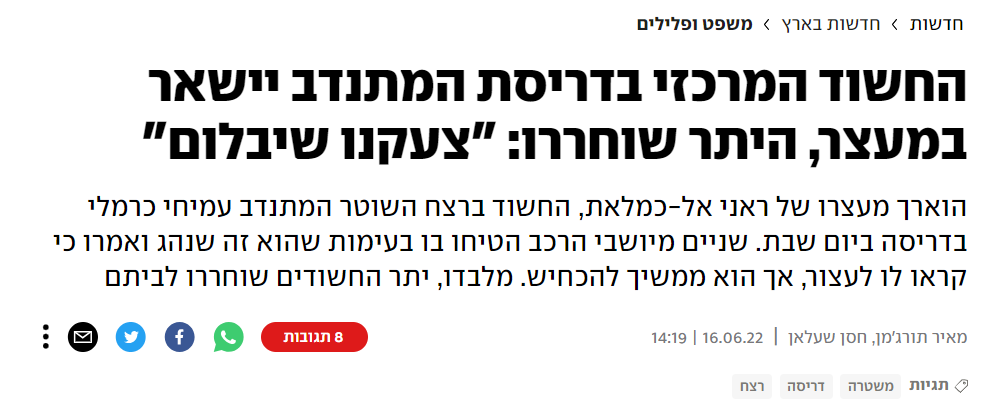 חדשות > חדשות בארץ > משפט ופלילים
החשוד המרכזי בדריסת המתנדב יישאר
במעצר, היתר שוחררו: "צעקנו שיבלום"
הוארך מעצרו של ראני אל-כמלאת, החשוד ברצח השוטר המתנדב עמיחי כרמלי
בדריסה ביום שבת. שניים מיושבי הרכב הטיחו בו בעימות שהוא זה שנהג ואמרו כי
קראו לו לעצור, אך הוא ממשיך להכחיש. מלבדו, יתר החשודים שוחררו לביתם
מאיר תורג'מן, חסן שעלאן | 16.06.22 | 14:19
8 תגובות
תגיות משטרה דריסה רצח